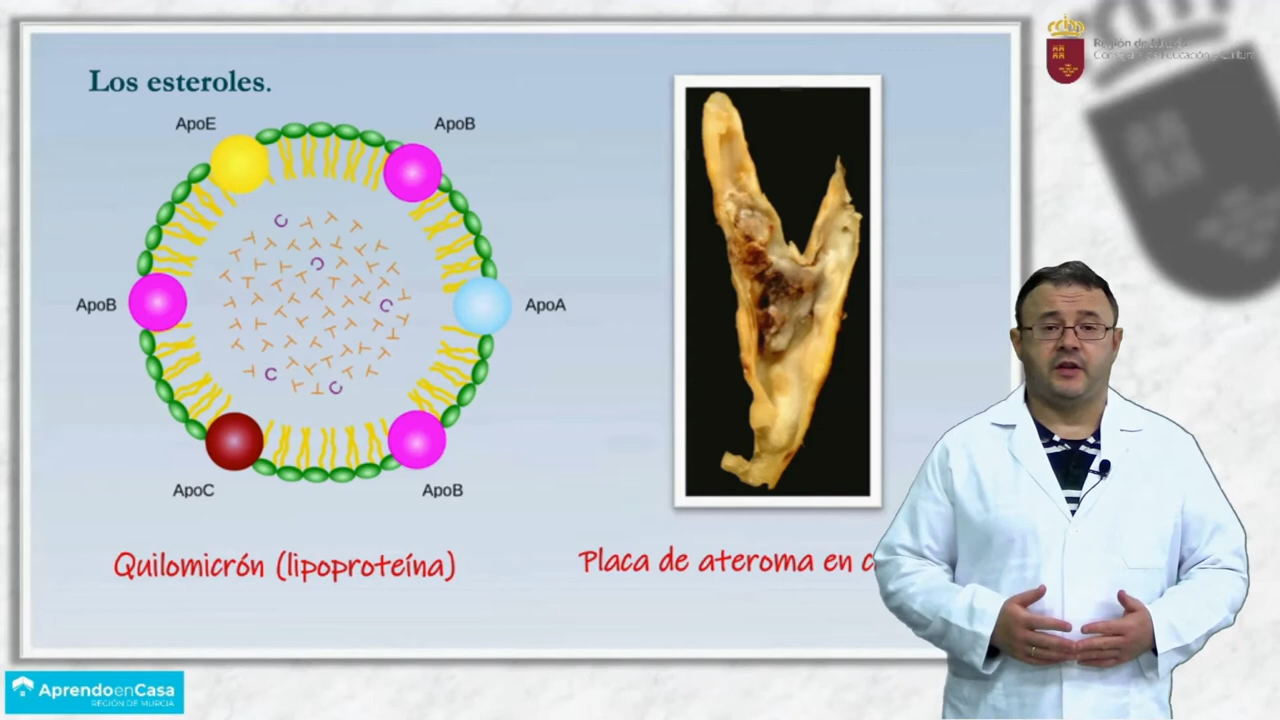 Los esteroles.
ApoE
ApoB
ApoB
ApoA
ApoC
ApoB
C
C
C
C
C
Quilomicrón (lipoproteína)
Placa de ateroma en
Región de Murcia
AprendoenCasa
REGIÓN DE MURCIA